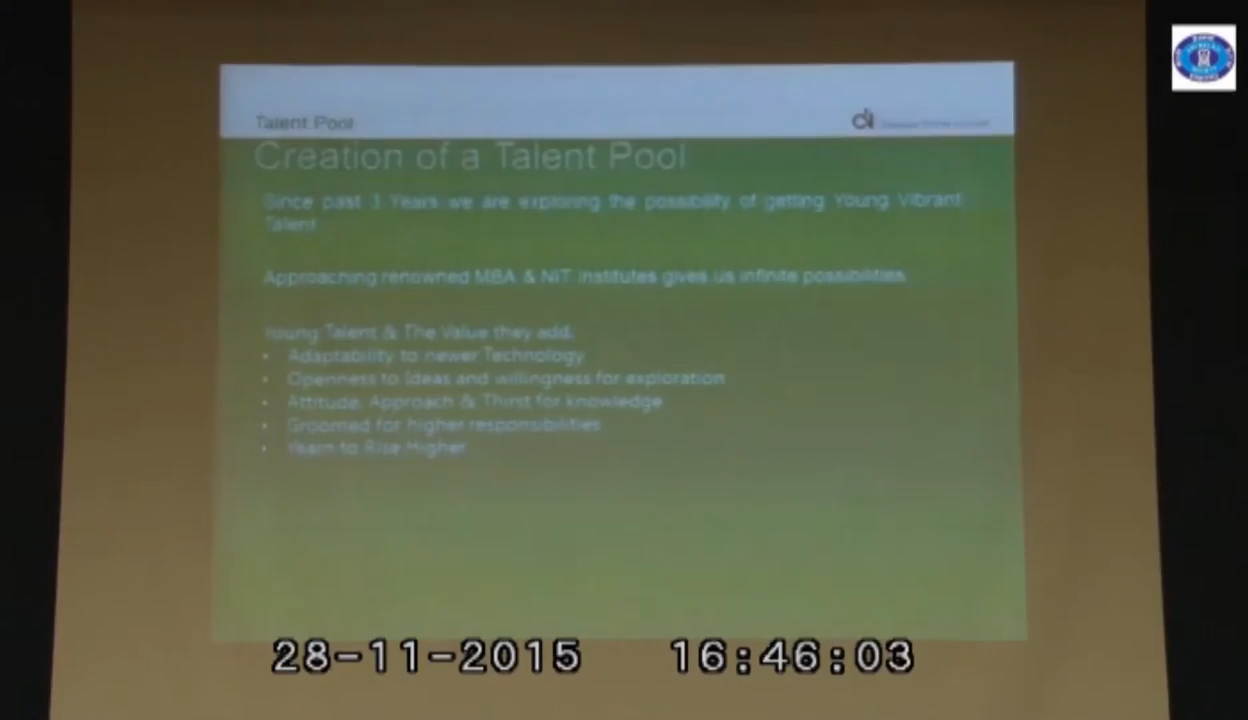 Talent Pool
Creation of a Talent Pool
Since past 3 Years we are exploring the possibility of getting Young Vibrant
Talent
Approaching renowned MBA & NIT institutes gives us infinite possibilities
Young Talent & The Value they add.
• Adaptability to newer Technology
• Openness to Ideas and willingness for exploration
• Attitude, Approach & Thirst for knowledge
• Groomed for higher responsibilities
• Yearn to Rise Higher
28-11-2015 16:46:03